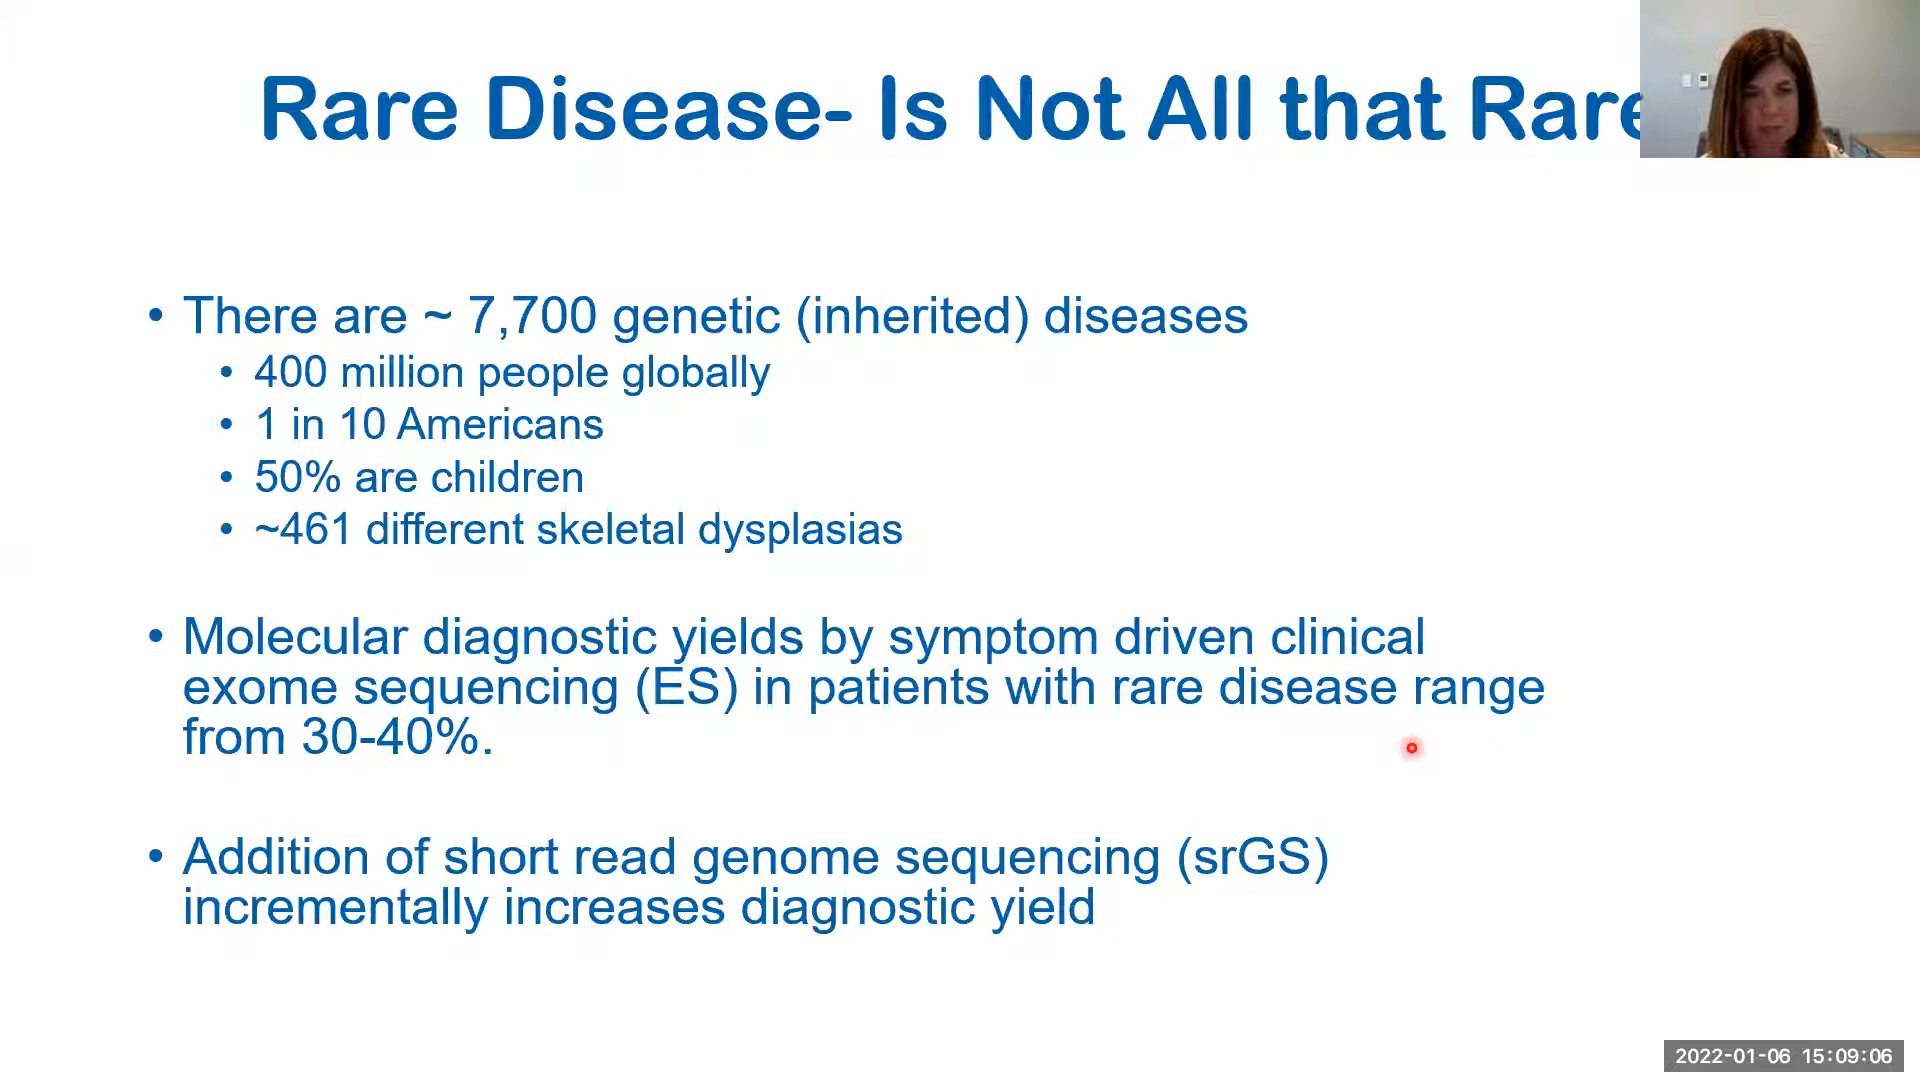 Rare Disease- Is Not All that Rare
• There are ~ 7,700 genetic (inherited) diseases
• 400 million people globally
• 1 in 10 Americans
• 50% are children
• ~461 different skeletal dysplasias
• Molecular diagnostic yields by symptom driven clinical
exome sequencing (ES) in patients with rare disease range
from 30-40%.
• Addition of short read genome sequencing (srGS)
incrementally increases diagnostic yield
2022-01-06 15:09:06